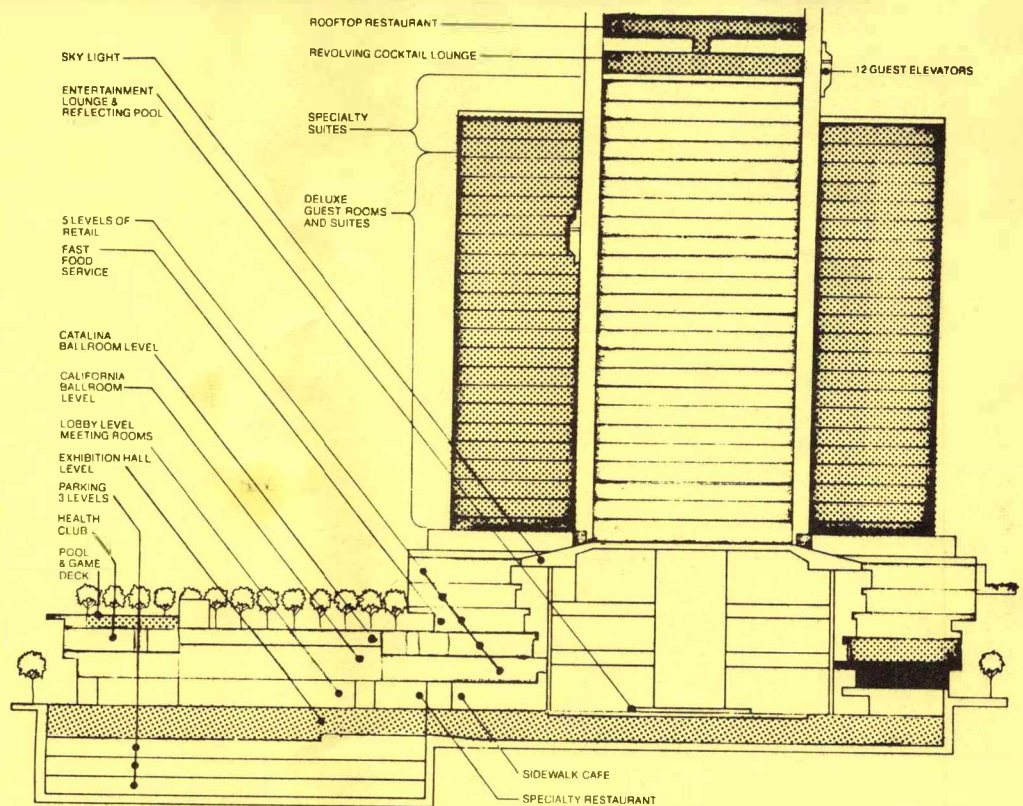 ROOFTOP RESTAURANT
REVOLVING COCKTAIL LOUNGE
12 GUEST ELEVATORS
SKY LIGHT
ENTERTAINMENT
LOUNGE &
REFLECTING POOL
SPECIALTY
SUITES
DELUXE
GUEST ROOMS
AND SUITES
5 LEVELS OF
RETAIL
FAST
FOOD
SERVICE
CATALINA
BALLROOM LEVEL
CALIFORNIA
BALLROOM
LEVEL
LOBBY LEVEL
MEETING ROOMS
EXHIBITION HALL
LEVEL
PARKING
3 LEVELS
HEALTH
CLUB
POOL
& GAME
DECK
SIDEWALK CAFE
SPECIALTY RESTAURANT